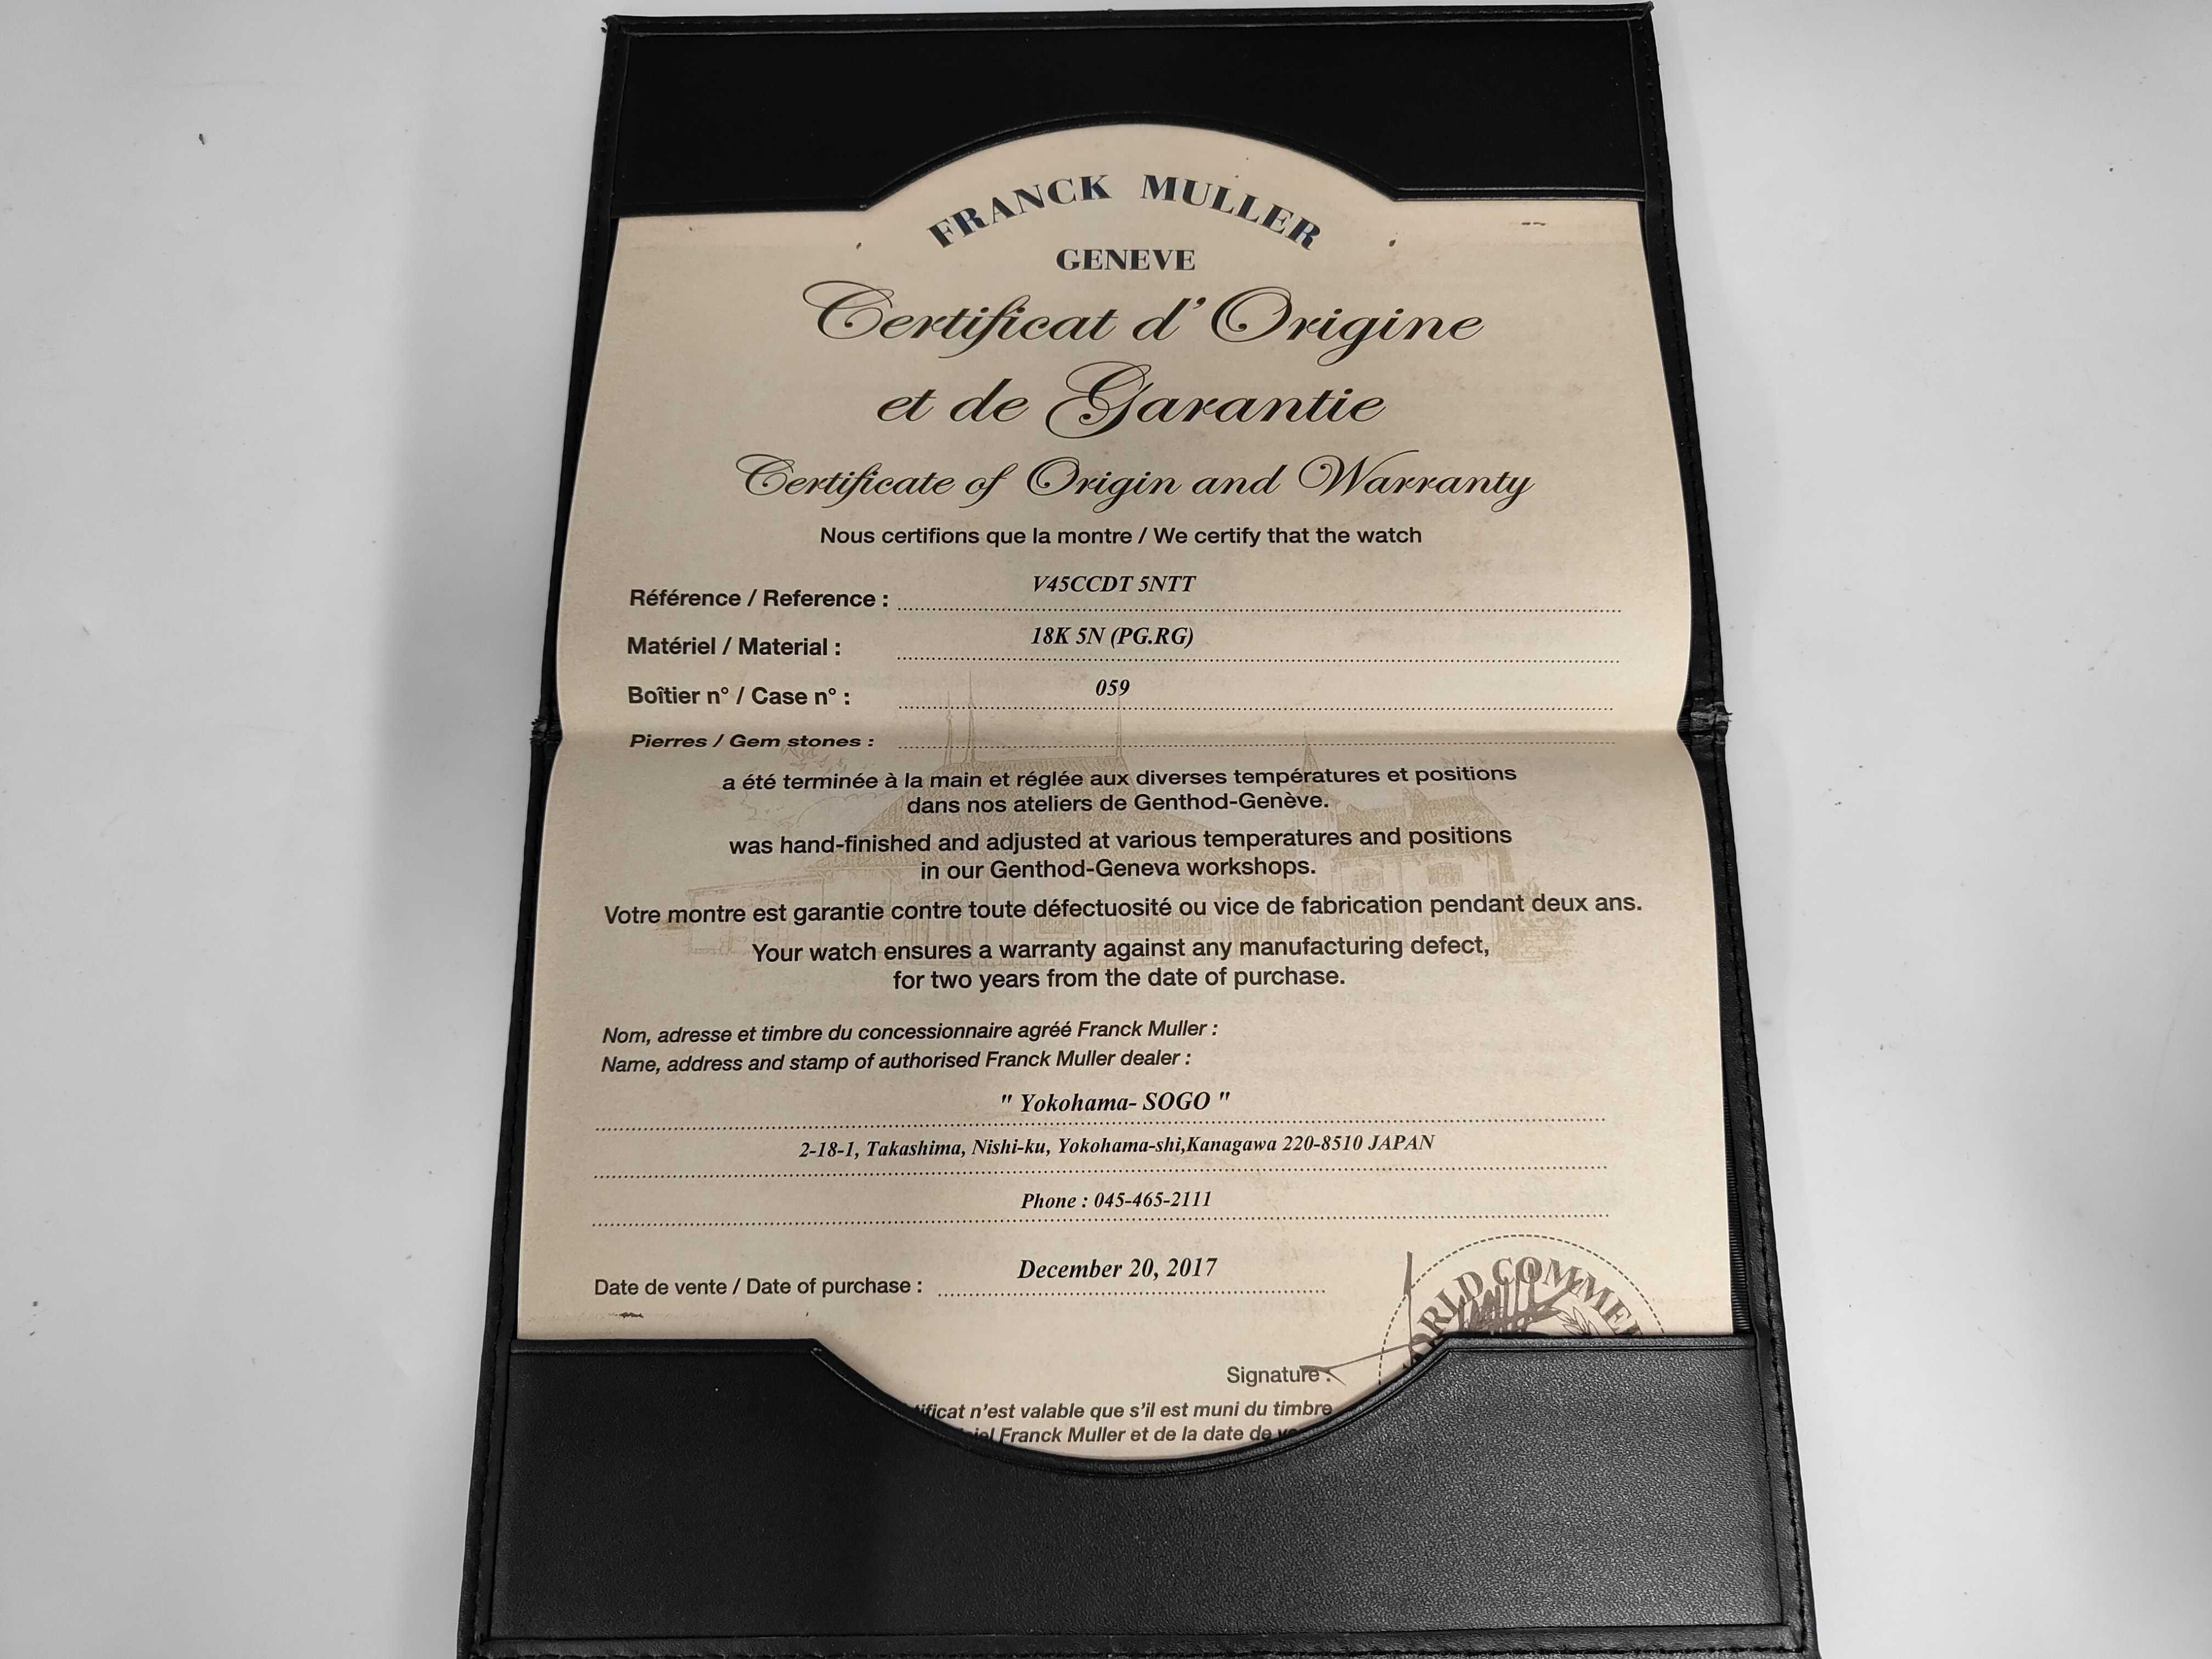 FRANCK MULLER
GENEVE
Certificat d'Origine
et de Garantie
Certificate of Origin and Warranty
Nous certifions que la montre / We certify that the watch
Référence / Reference : V45CCDT 5NTT
Matériel / Material : 18K 5N (PG.RG)
Boîtier n° / Case n° : 059
Pierres / Gem stones :
a été terminée à la main et réglée aux diverses températures et positions
dans nos ateliers de Genthod-Genève.
was hand-finished and adjusted at various temperatures and positions
in our Genthod-Geneva workshops.
Votre montre est garantie contre toute défectuosité ou vice de fabrication pendant deux ans.
Your watch ensures a warranty against any manufacturing defect,
for two years from the date of purchase.
Nom, adresse et timbre du concessionnaire agréé Franck Muller :
Name, address and stamp of authorised Franck Muller dealer :
" Yokohama- SOGO "
2-18-1, Takashima, Nishi-ku, Yokohama-shi,Kanagawa 220-8510 JAPAN
Phone : 045-465-2111
Date de vente / Date of purchase : December 20, 2017
Signature :
n'est valable que s'il est muni du timbre
Franck Muller et de la date de